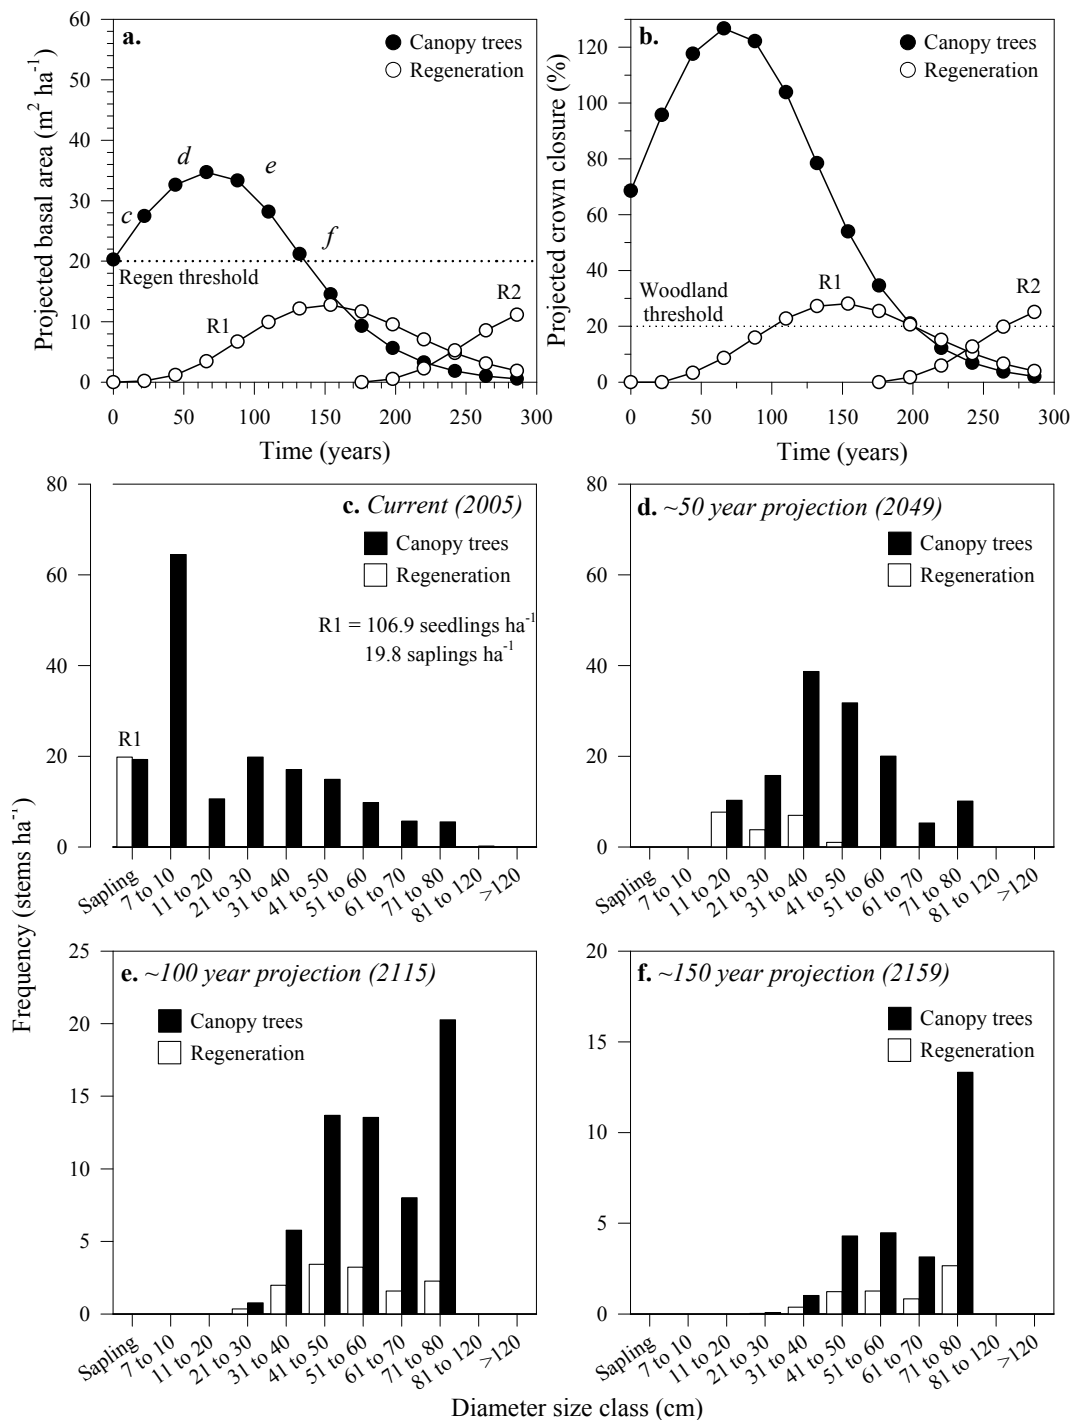 a.
Canopy trees
Regeneration
c
d
e
f
Regen threshold
R1
R2
60
50
40
30
20
10
0
0 50 100 150 200 250 300
Projected basal area (m² ha⁻¹)
Time (years)
b.
Canopy trees
Regeneration
Woodland
threshold
R1
R2
120
100
80
60
40
20
0
0 50 100 150 200 250 300
Projected crown closure (%)
Time (years)
c. Current (2005)
Canopy trees
Regeneration
R1 = 106.9 seedlings ha⁻¹
19.8 saplings ha⁻¹
R1
80
60
40
20
0
Sapling
7 to 10
11 to 20
21 to 30
31 to 40
41 to 50
51 to 60
61 to 70
71 to 80
81 to 120
>120
d. ~50 year projection (2049)
Canopy trees
Regeneration
80
60
40
20
0
Sapling
7 to 10
11 to 20
21 to 30
31 to 40
41 to 50
51 to 60
61 to 70
71 to 80
81 to 120
>120
Frequency (stems ha⁻¹)
e. ~100 year projection (2115)
Canopy trees
Regeneration
25
20
15
10
5
0
Sapling
7 to 10
11 to 20
21 to 30
31 to 40
41 to 50
51 to 60
61 to 70
71 to 80
81 to 120
>120
f. ~150 year projection (2159)
Canopy trees
Regeneration
20
15
10
5
0
Sapling
7 to 10
11 to 20
21 to 30
31 to 40
41 to 50
51 to 60
61 to 70
71 to 80
81 to 120
>120
Diameter size class (cm)